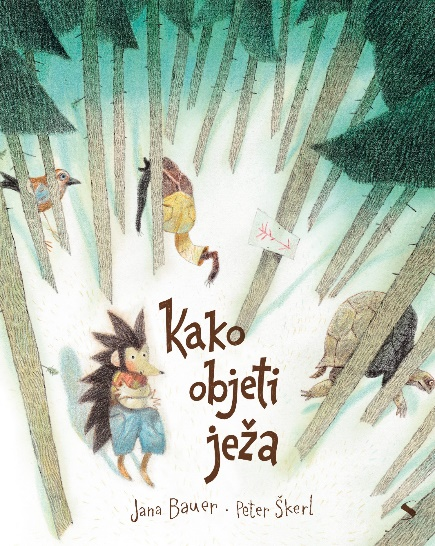 Kako
objeti
ježa
Jana Bauer · Peter Škerl
S